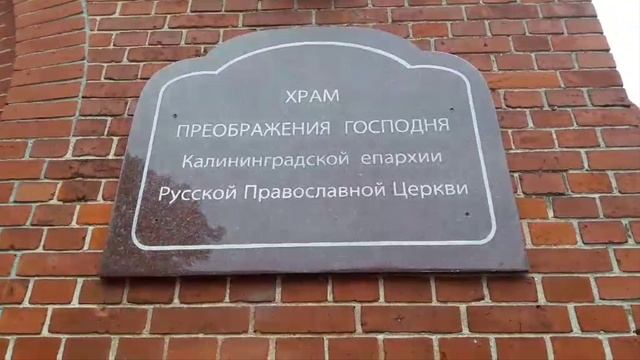 ХРАМ
ПРЕОБРАЖЕНИЯ ГОСПОДНЯ
Калининградской епархии
Русской Православной Церкви